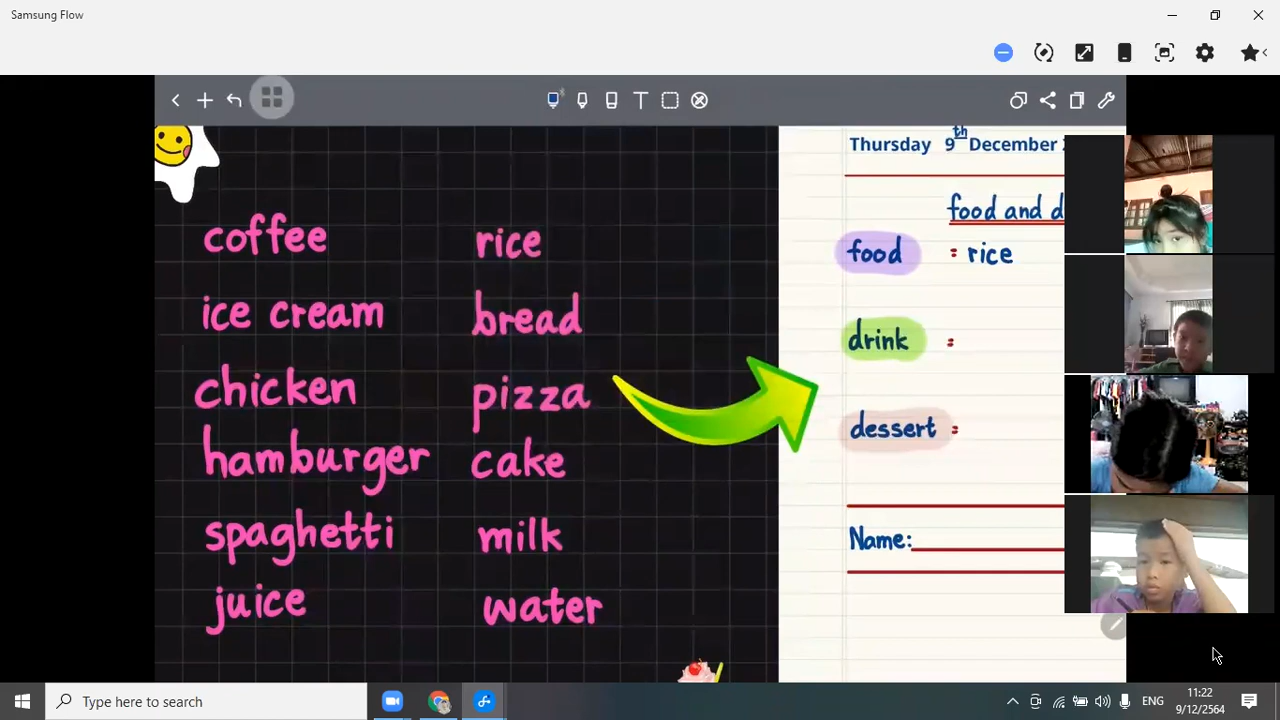 Samsung Flow
Thursday 9th December
food and d
coffee
rice
food : rice
ice cream
bread
drink :
chicken
pizza
dessert :
hamburger
cake
spaghetti
milk
Name:
juice
water
Type here to search
ENG
11:22
9/12/2564